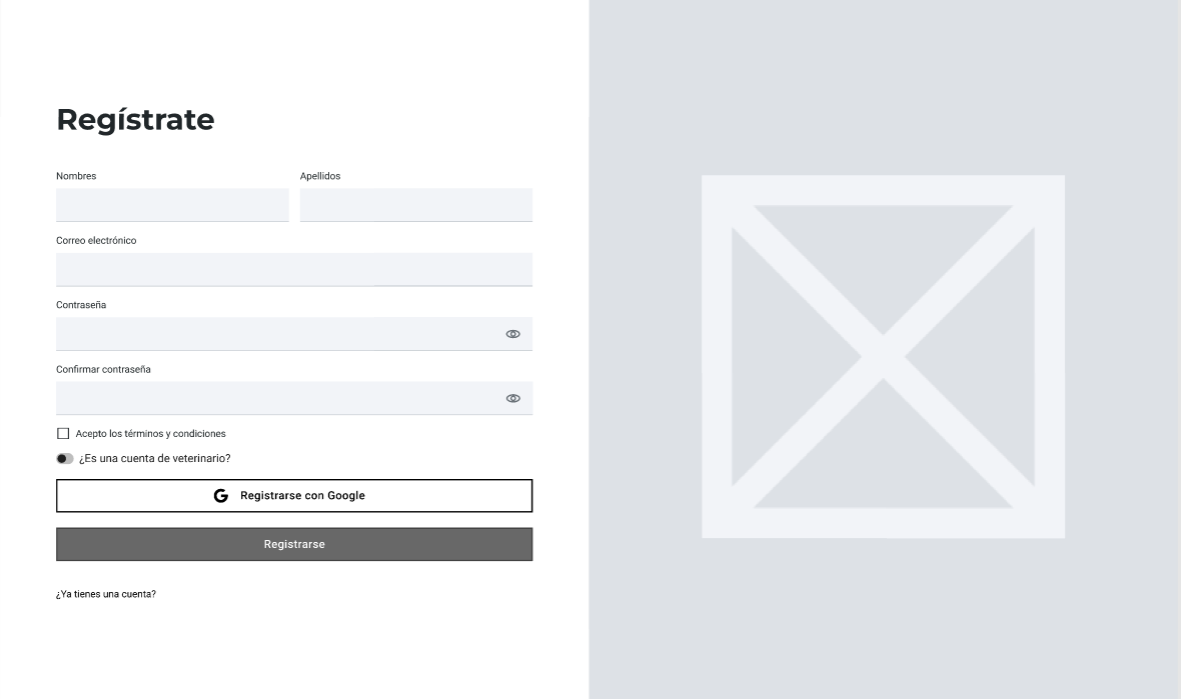 Regístrate
Nombres
Apellidos
Correo electrónico
Contraseña
Confirmar contraseña
Acepto los términos y condiciones
¿Es una cuenta de veterinario?
G Registrarse con Google
Registrarse
¿Ya tienes una cuenta?